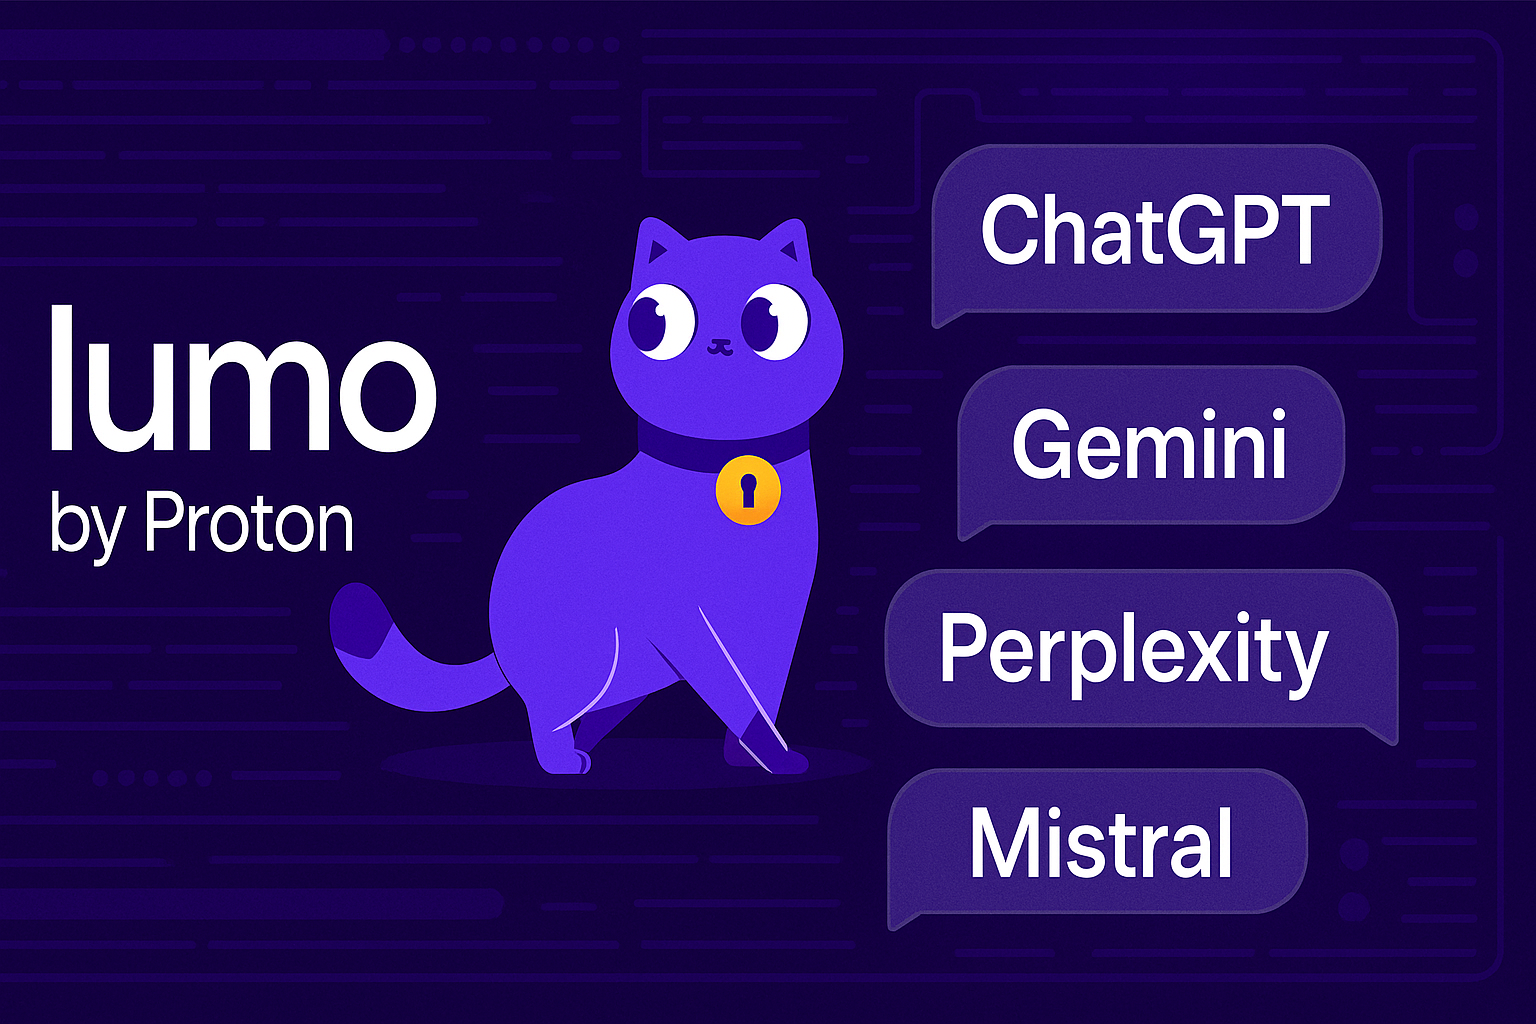 lumo
by Proton
ChatGPT
Gemini
Perplexity
Mistral